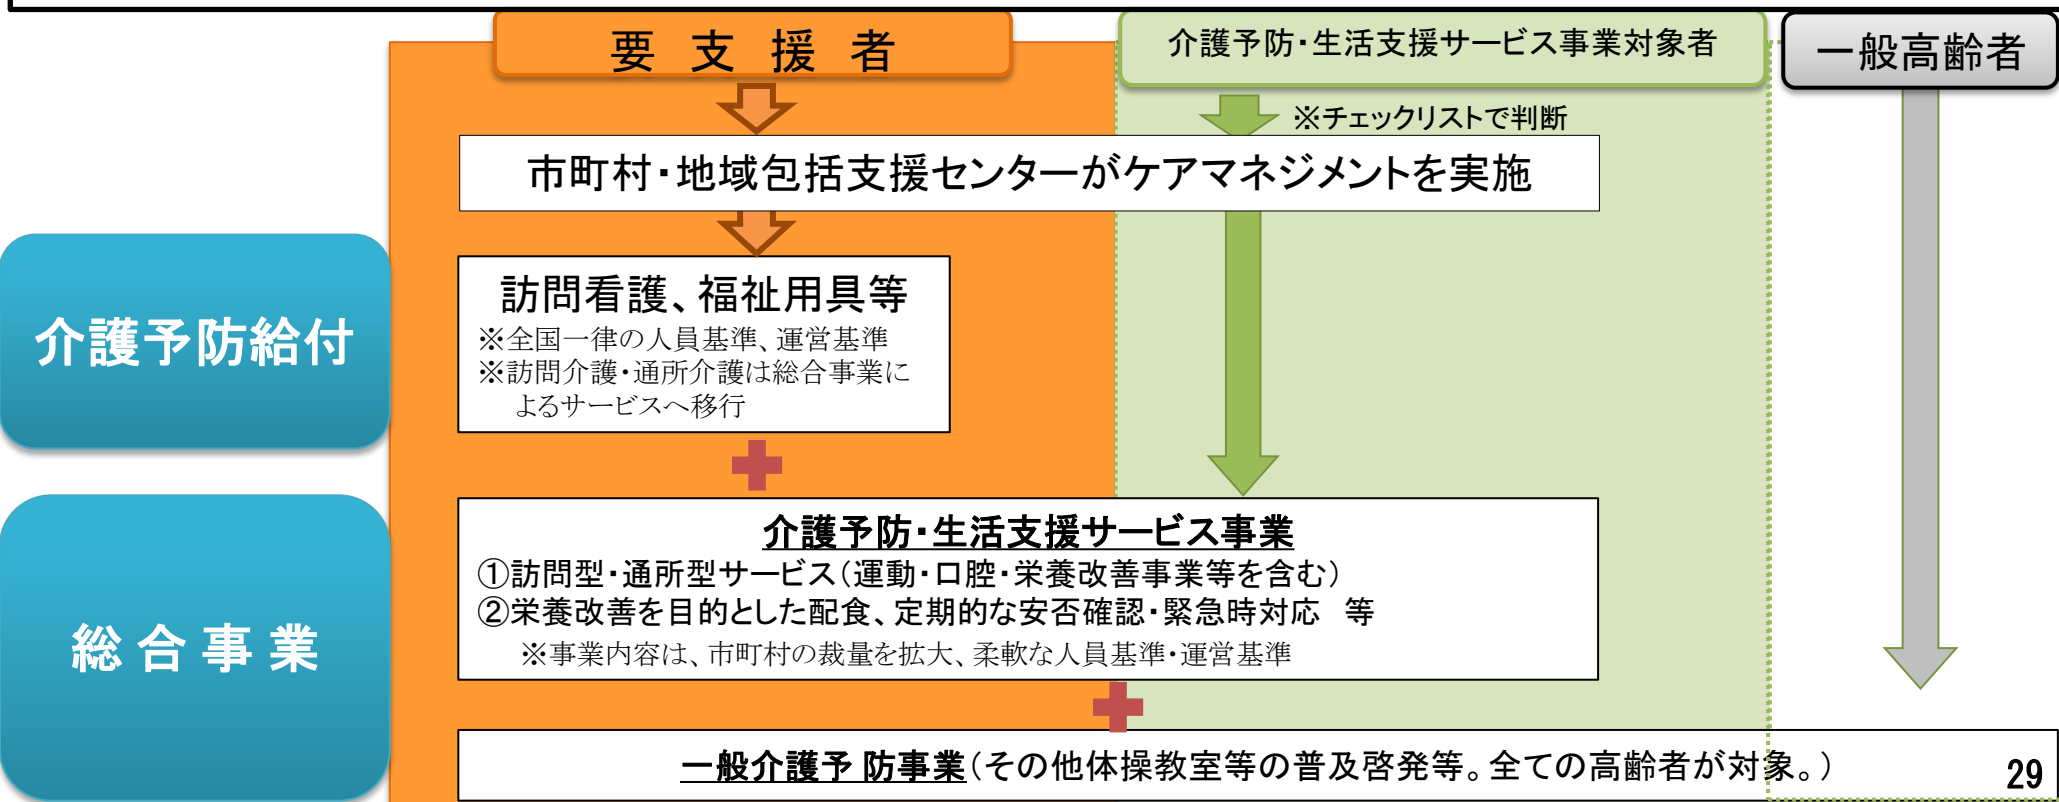 要 支 援 者
介護予防・生活支援サービス事業対象者
一般高齢者
※チェックリストで判断
市町村・地域包括支援センターがケアマネジメントを実施
介護予防給付
訪問看護、福祉用具等
※全国一律の人員基準、運営基準
※訪問介護・通所介護は総合事業に
よるサービスへ移行
総 合 事 業
介護予防・生活支援サービス事業
①訪問型・通所型サービス（運動・口腔・栄養改善事業等を含む）
②栄養改善を目的とした配食、定期的な安否確認・緊急時対応　等
※事業内容は、市町村の裁量を拡大、柔軟な人員基準・運営基準
一般介護予 防事業（その他体操教室等の普及啓発等。全ての高齢者が対象。）
29